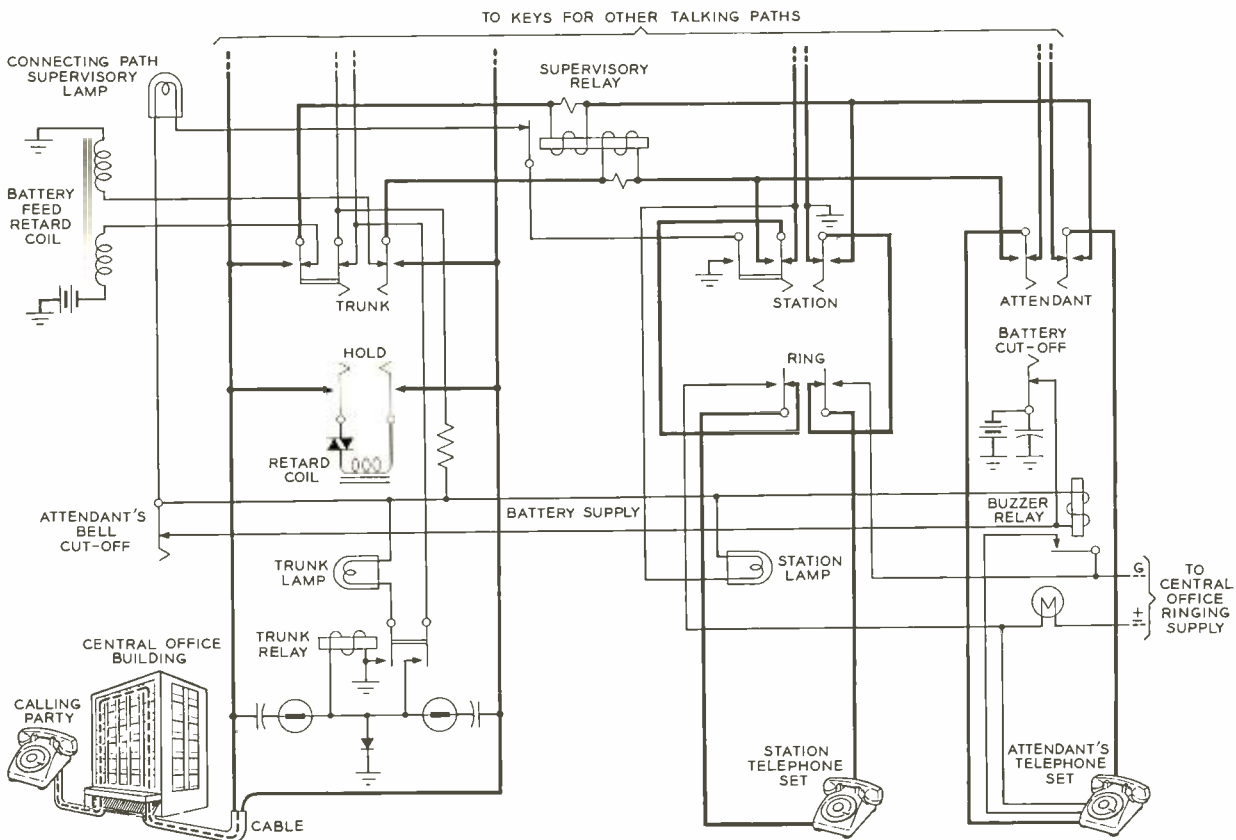 TO KEYS FOR OTHER TALKING PATHS
CONNECTING PATH
SUPERVISORY
LAMP
SUPERVISORY
RELAY
BATTERY
FEED
RETARD
COIL
TRUNK
STATION
ATTENDANT
HOLD
RING
BATTERY
CUT-OFF
RETARD
COIL
ATTENDANT'S
BELL
CUT-OFF
BATTERY SUPPLY
BUZZER
RELAY
TRUNK
LAMP
STATION
LAMP
G
M
±
TO
CENTRAL
OFFICE
RINGING
SUPPLY
TRUNK
RELAY
CENTRAL OFFICE
BUILDING
CALLING
PARTY
CABLE
STATION
TELEPHONE
SET
ATTENDANT'S
TELEPHONE
SET